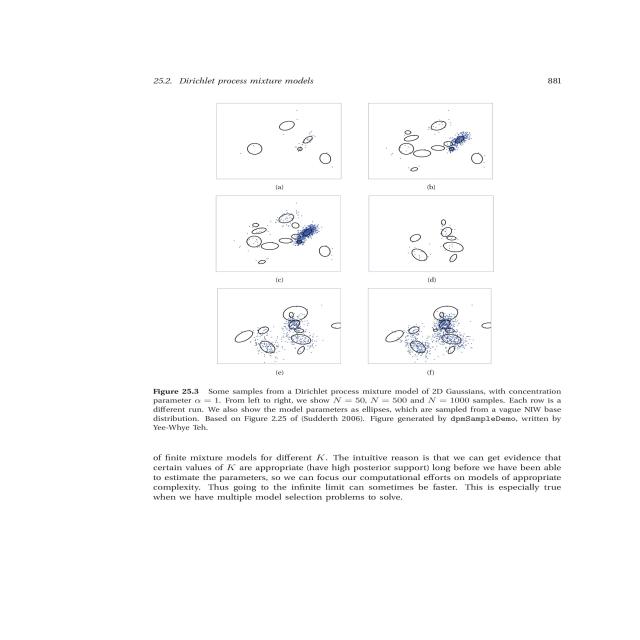 25.2. Dirichlet process mixture models 881
(a) (b)
(c) (d)
(e) (f)
Figure 25.3 Some samples from a Dirichlet process mixture model of 2D Gaussians, with concentration
parameter α = 1. From left to right, we show N = 50, N = 500 and N = 1000 samples. Each row is a
different run. We also show the model parameters as ellipses, which are sampled from a vague NIW base
distribution. Based on Figure 2.25 of (Sudderth 2006). Figure generated by dpmSampleDemo, written by
Yee-Whye Teh.
of finite mixture models for different K. The intuitive reason is that we can get evidence that
certain values of K are appropriate (have high posterior support) long before we have been able
to estimate the parameters, so we can focus our computational efforts on models of appropriate
complexity. Thus going to the infinite limit can sometimes be faster. This is especially true
when we have multiple model selection problems to solve.